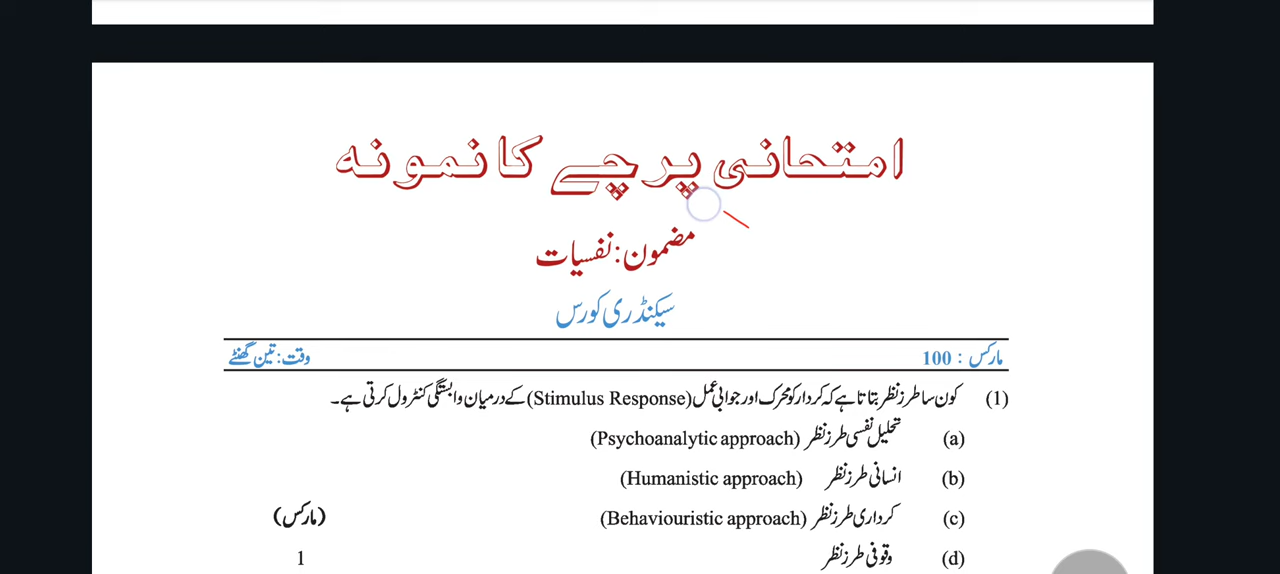 امتحانی پرچے کا نمونہ
مضمون: نفسیات
سیکنڈری کورس
مارکس : 100 وقت: تین گھنٹے
(1) کون سا طرز نظر بتاتا ہے کہ کردار کو محرک اور جوابی عمل (Stimulus Response) کے درمیان وابستگی کنٹرول کرتی ہے۔
(a) تحلیل نفسی طرز نظر (Psychoanalytic approach)
(b) انسانی طرز نظر (Humanistic approach)
(c) کرداری طرز نظر (Behaviouristic approach) (مارکس)
(d) وقوفی طرز نظر 1